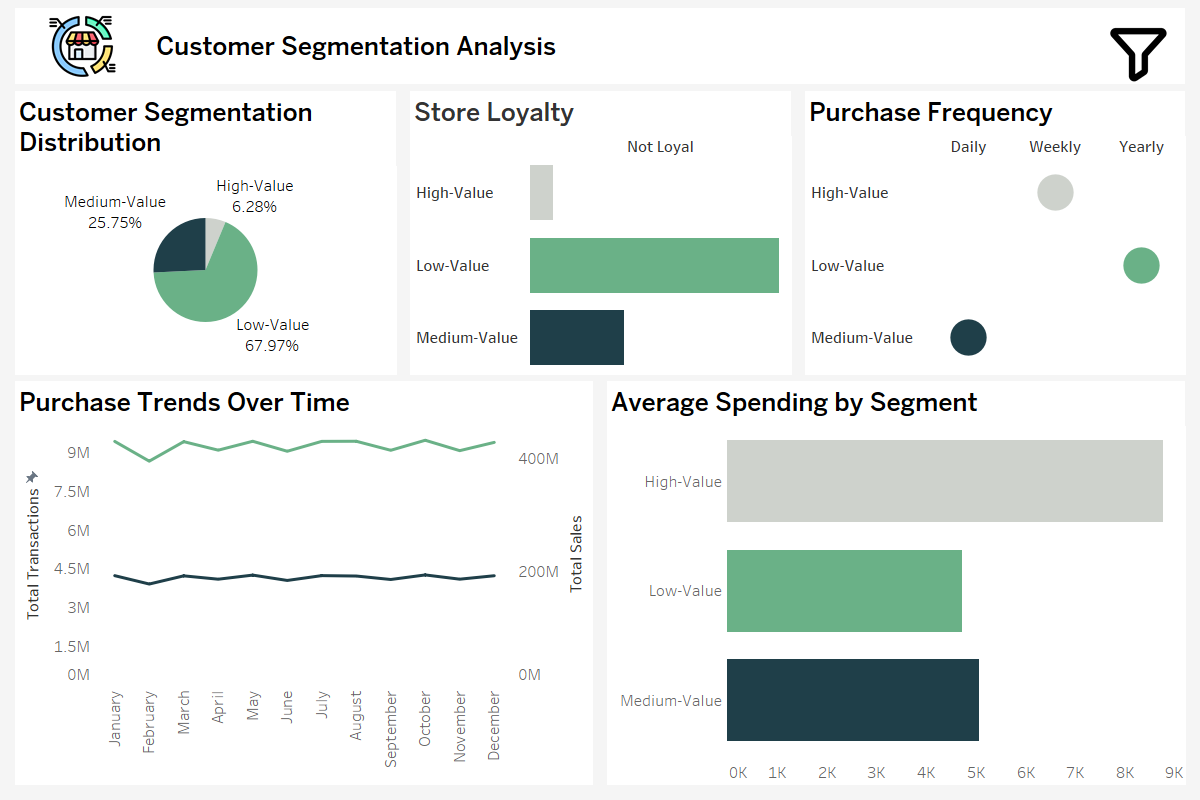 Customer Segmentation Analysis
Customer Segmentation
Distribution
High-Value
6.28%
Medium-Value
25.75%
Low-Value
67.97%
Store Loyalty
Not Loyal
High-Value
Low-Value
Medium-Value
Purchase Frequency
Daily Weekly Yearly
High-Value
Low-Value
Medium-Value
Purchase Trends Over Time
Total Transactions
9M
7.5M
6M
4.5M
3M
1.5M
0M
400M
200M
0M
Total Sales
January
February
March
April
May
June
July
August
September
October
November
December
Average Spending by Segment
High-Value
Low-Value
Medium-Value
0K 1K 2K 3K 4K 5K 6K 7K 8K 9K